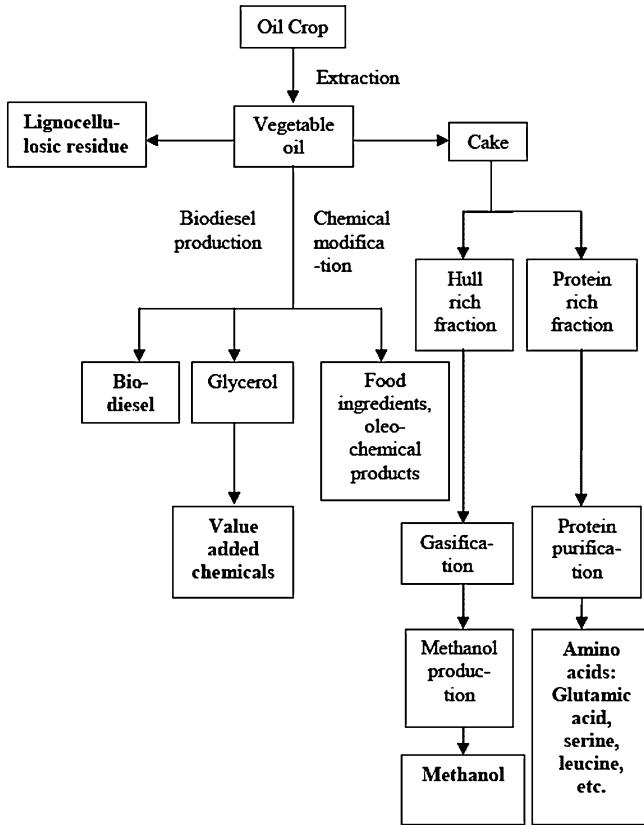 Oil Crop
Extraction
Lignocellu-
losic residue
Vegetable
oil
Cake
Biodiesel
production
Chemical
modifica
-tion
Hull
rich
fraction
Protein
rich
fraction
Bio-
diesel
Glycerol
Food
ingredients,
oleo-
chemical
products
Value
added
chemicals
Gasifica-
tion
Protein
purifica-
tion
Methanol
produc-
tion
Amino
acids:
Glutamic
acid,
serine,
leucine,
etc.
Methanol